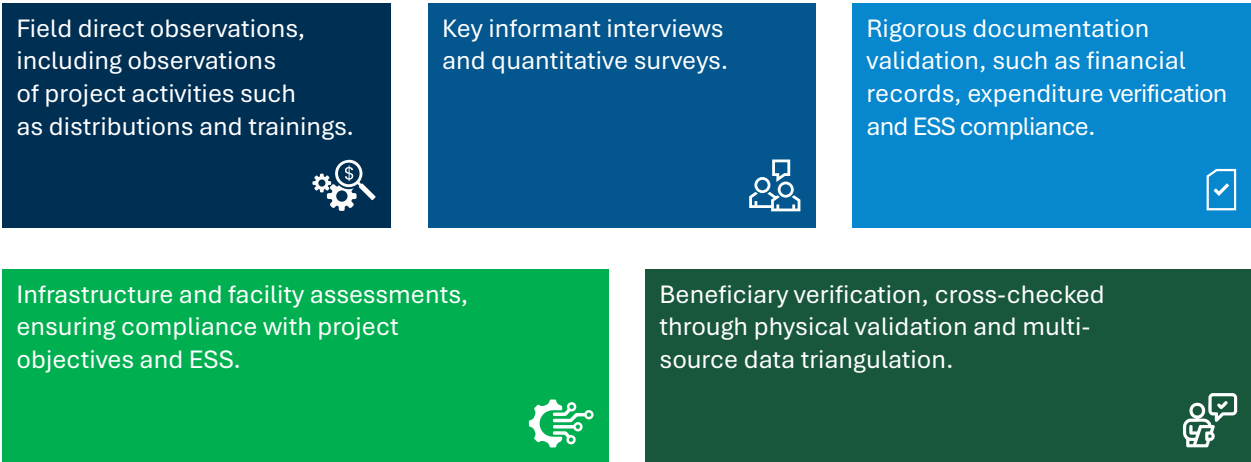 Field direct observations,
including observations
of project activities such
as distributions and trainings.
$
Key informant interviews
and quantitative surveys.
Rigorous documentation
validation, such as financial
records, expenditure verification
and ESS compliance.
Infrastructure and facility assessments,
ensuring compliance with project
objectives and ESS.
Beneficiary verification, cross-checked
through physical validation and multi-
source data triangulation.